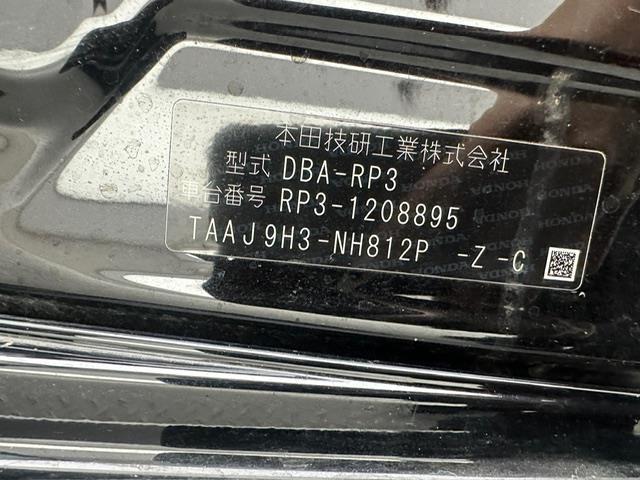 本田技研工業株式会社
型式 DBA-RP3
車台番号 RP3-1208895
TAAJ9H3-NH812P -Z-C